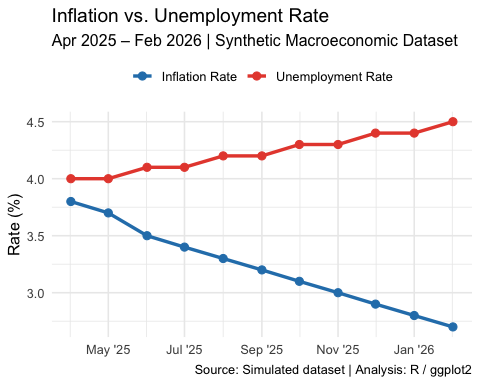 Inflation vs. Unemployment Rate
Apr 2025 – Feb 2026 | Synthetic Macroeconomic Dataset
Inflation Rate Unemployment Rate
4.5
4.0
3.5
3.0
Rate (%)
May '25 Jul '25 Sep '25 Nov '25 Jan '26
Source: Simulated dataset | Analysis: R / ggplot2